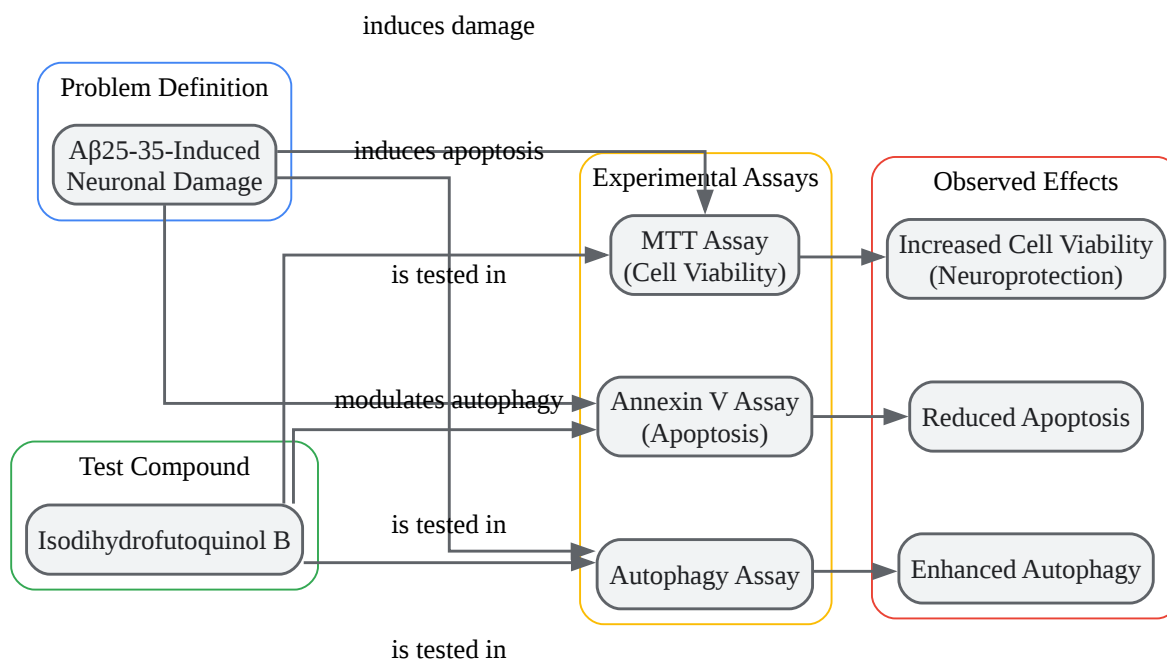 induces damage
Problem Definition
Aβ25-35-Induced
Neuronal Damage
induces apoptosis
Experimental Assays
Observed Effects
MTT Assay
(Cell Viability)
Increased Cell Viability
(Neuroprotection)
is tested in
modulates autophagy
Annexin V Assay
(Apoptosis)
Reduced Apoptosis
Test Compound
Isodihydrofutoquinol B
is tested in
Autophagy Assay
Enhanced Autophagy
is tested in